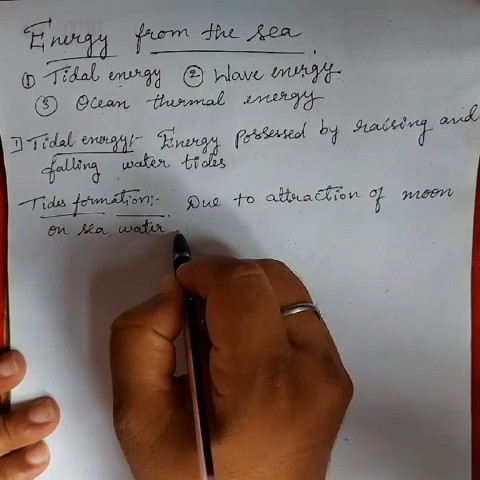 Energy from the sea.
① Tidal energy ② Wave energy
③ Ocean thermal energy
1) Tidal energy:- Energy possessed by raising and
falling water tides
Tides formation:- Due to attraction of moon
on sea water